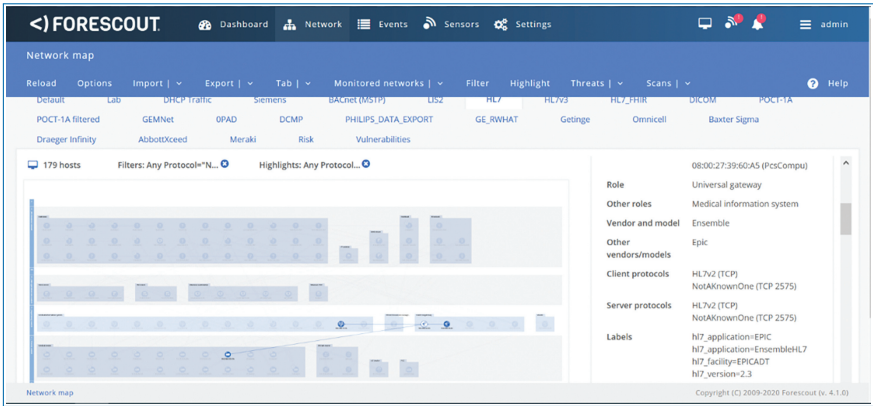 <) FORESCOUT. Dashboard Network Events Sensors Settings admin
Network map
Reload Options Import | Export | Tab | Monitored networks | Filter Highlight Threats | Scans | Help
Default Lab DHCP Traffic Siemens BACnet (MSTP) LIS2 HL7 HL7v3 HL7_FHIR DICOM POCT-1A
POCT-1A filtered GEMNet 0PAD DCMP PHILIPS_DATA_EXPORT GE_RWHAT Getinge Omnicell Baxter Sigma
Draeger Infinity AbbottXceed Meraki Risk Vulnerabilities
179 hosts Filters: Any Protocol="N... Highlights: Any Protocol...
08:00:27:39:60:A5 (PcsCompu)
Role Universal gateway
Other roles Medical information system
Vendor and model Ensemble
Other Epic
vendors/models
Client protocols HL7v2 (TCP)
NotAKnownOne (TCP 2575)
Server protocols HL7v2 (TCP)
NotAKnownOne (TCP 2575)
Labels hl7_application=EPIC
hl7_application=EnsembleHL7
hl7_facility=EPICADT
hl7_version=2.3
Network map Copyright (C) 2009-2020 Forescout (v. 4.1.0)